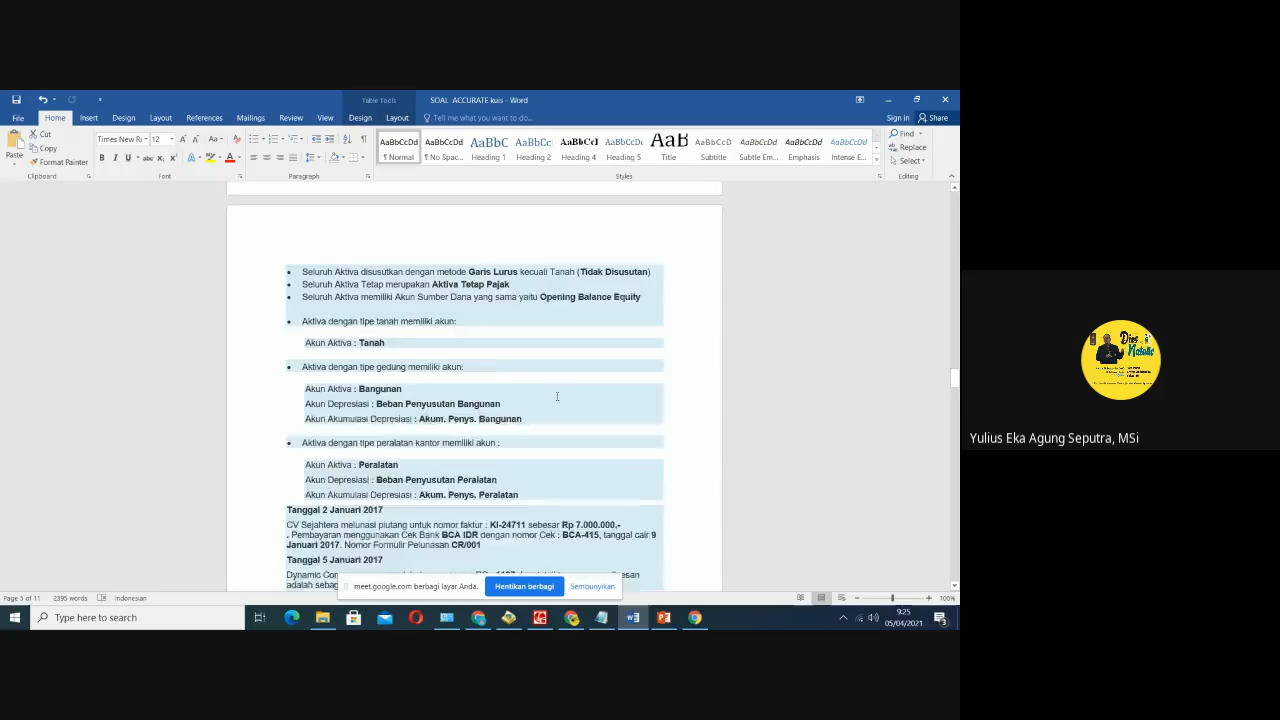 SOAL ACCURATE kuis - Word
Table Tools
Sign in
Share
File
Home
Insert
Design
Layout
References
Mailings
Review
View
Design
Layout
Tell me what you want to do...
Paste
Cut
Copy
Format Painter
Clipboard
Times New R
12
Font
Paragraph
AaBbCcDd
¶ Normal
AaBbCcDd
¶ No Spac...
AaBbC
Heading 1
AaBbCc
Heading 2
AaBbCcI
Heading 4
AaBbCcDc
Heading 5
AaB
Title
AaBbCcD
Subtitle
AaBbCcDd
Subtle Em...
AaBbCcDd
Emphasis
AaBbCcDd
Intense E...
Styles
Find
Replace
Select
Editing
• Seluruh Aktiva disusutkan dengan metode Garis Lurus kecuali Tanah (Tidak Disusutan)
• Seluruh Aktiva Tetap merupakan Aktiva Tetap Pajak
• Seluruh Aktiva memiliki Akun Sumber Dana yang sama yaitu Opening Balance Equity
• Aktiva dengan tipe tanah memiliki akun:
Akun Aktiva : Tanah
• Aktiva dengan tipe gedung memiliki akun:
Akun Aktiva : Bangunan
Akun Depresiasi : Beban Penyusutan Bangunan
Akun Akumulasi Depresiasi : Akum. Penys. Bangunan
• Aktiva dengan tipe peralatan kantor memiliki akun :
Akun Aktiva : Peralatan
Akun Depresiasi : Beban Penyusutan Peralatan
Akun Akumulasi Depresiasi : Akum. Penys. Peralatan
Tanggal 2 Januari 2017
CV Sejahtera melunasi piutang untuk nomor faktur : KI-24711 sebesar Rp 7.000.000,-
. Pembayaran menggunakan Cek Bank BCA IDR dengan nomor Cek : BCA-415, tanggal cair 9
Januari 2017. Nomor Formulir Pelunasan CR/001
Tanggal 5 Januari 2017
Dynamic Co
adalah sebag
meet.google.com berbagi layar Anda.
Hentikan berbagi
Sembunyikan
Page 5 of 11
2395 words
Indonesian
100%
Type here to search
9:25
05/04/2021
3
Dies
Natalis
Yulius Eka Agung Seputra, MSi